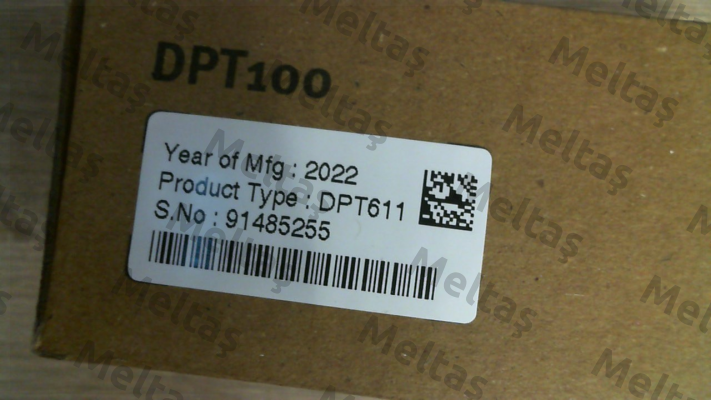 DPT100
Year of Mfg : 2022
Product Type : DPT611
S.No : 91485255
Meltaş